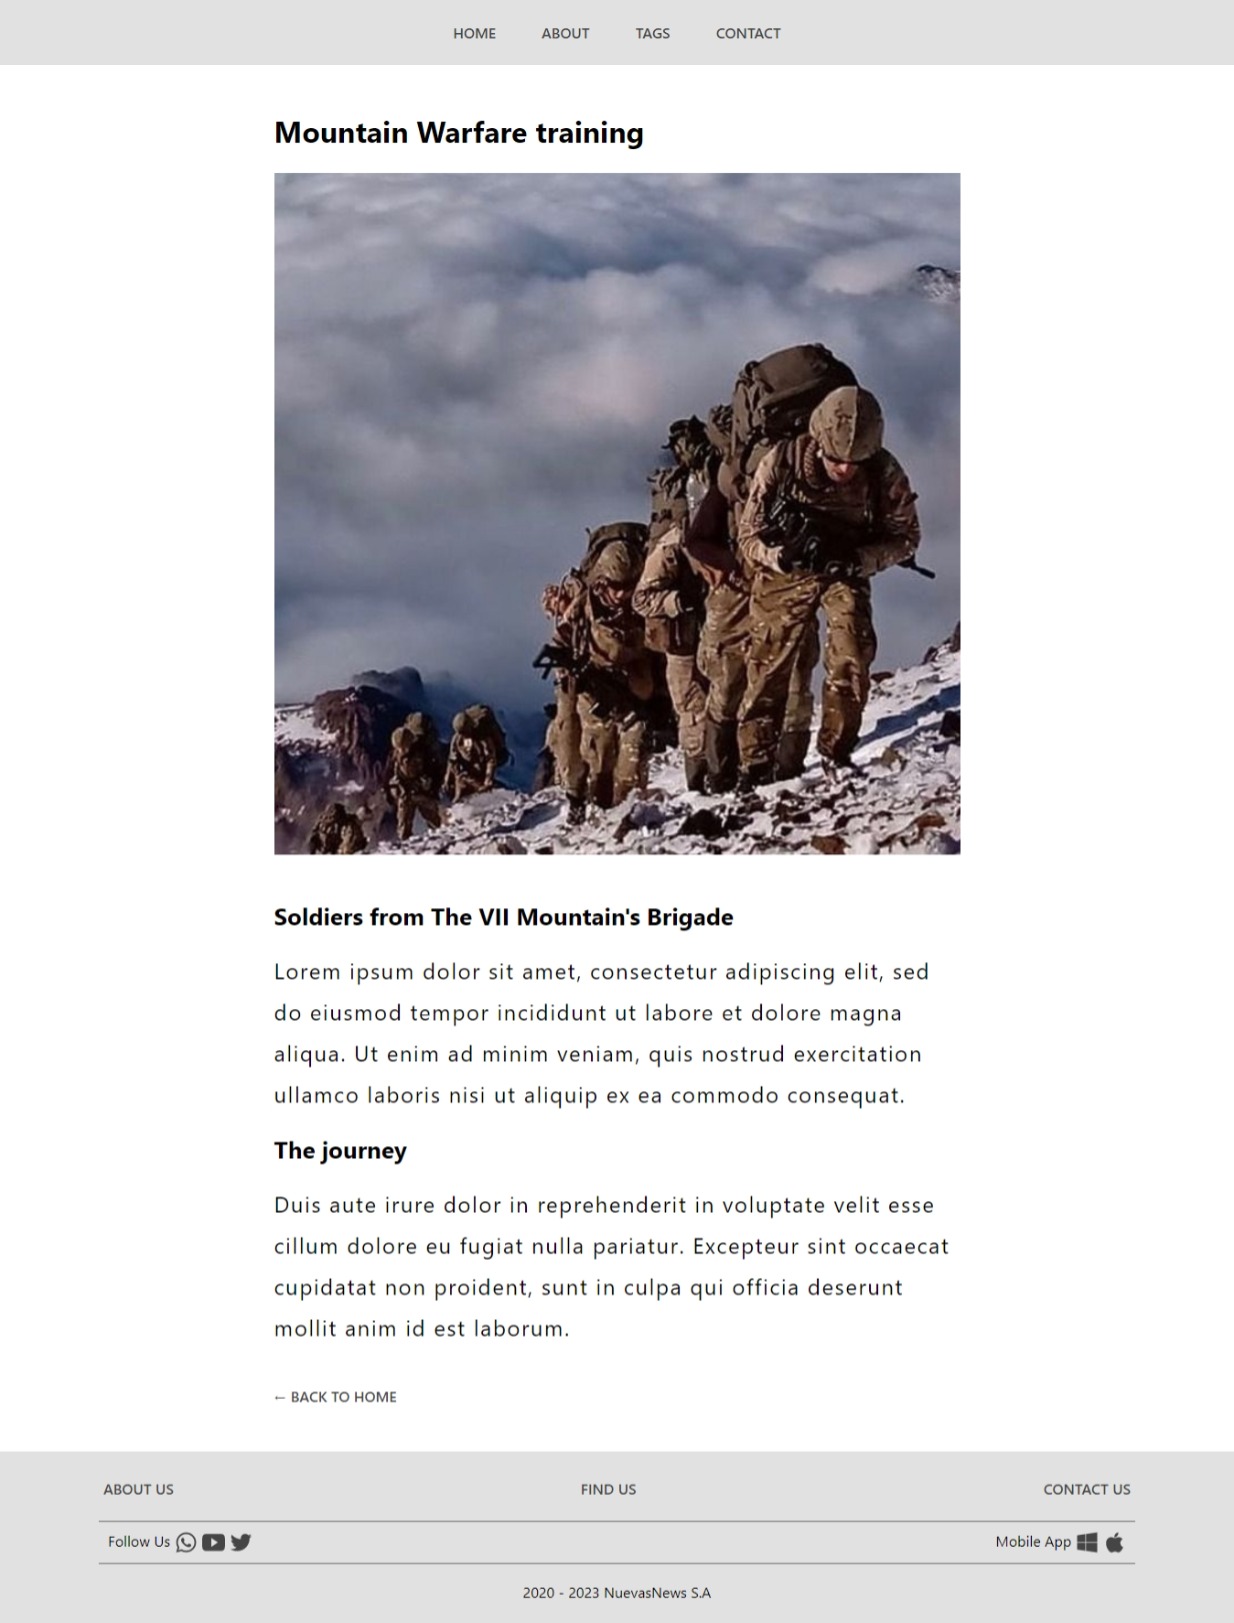 HOME ABOUT TAGS CONTACT
Mountain Warfare training
Soldiers from The VII Mountain's Brigade
Lorem ipsum dolor sit amet, consectetur adipiscing elit, sed
do eiusmod tempor incididunt ut labore et dolore magna
aliqua. Ut enim ad minim veniam, quis nostrud exercitation
ullamco laboris nisi ut aliquip ex ea commodo consequat.
The journey
Duis aute irure dolor in reprehenderit in voluptate velit esse
cillum dolore eu fugiat nulla pariatur. Excepteur sint occaecat
cupidatat non proident, sunt in culpa qui officia deserunt
mollit anim id est laborum.
← BACK TO HOME
ABOUT US FIND US CONTACT US
Follow Us Mobile App
2020 - 2023 NuevasNews S.A